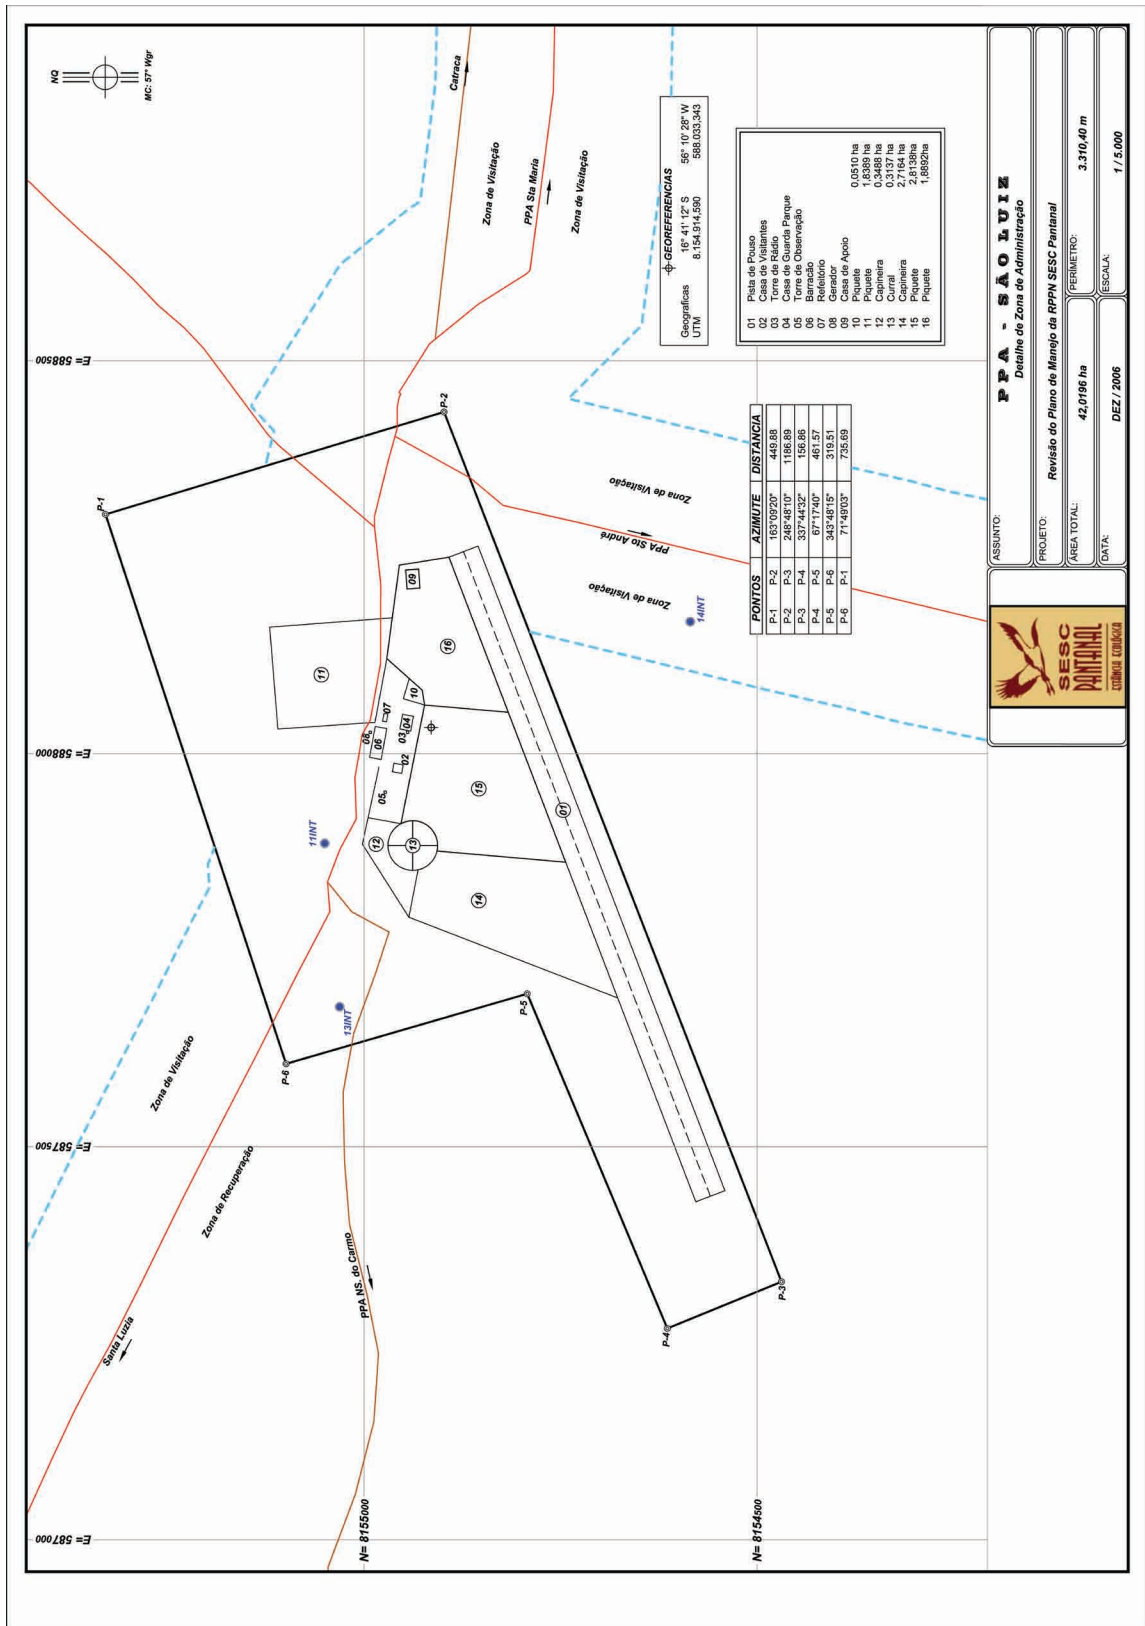 NQ
MC: 57° Wgr
Catraca
Zona de Visitação
PPA Sta Maria
Zona de Visitação
E= 588500
E= 588000
E= 587500
E= 587000
N= 8155000
N= 8154500
P-1
P-2
P-3
P-4
P-5
P-6
11INT
13INT
14INT
Zona de Visitação
Zona de Recuperação
Santa Luzia
PPA NS. do Carmo
Zona de Visitação
PPA Sto André
Zona de Visitação
01
02
03
04
05
06
07
08
09
10
11
12
13
14
15
16
GEOREFERENCIAS
Geograficas 16° 41' 12" S 56° 10' 28" W
UTM 8.154.914,590 588.033,343
01 Pista de Pouso
02 Casa de Visitantes
03 Torre de Rádio
04 Casa de Guarda Parque
05 Torre de Observação
06 Barracão
07 Refeitório
08 Gerador
09 Casa de Apoio
10 Piquete 0,0510 ha
11 Piquete 1,8389 ha
12 Capineira 0,3488 ha
13 Curral 0,3137 ha
14 Capineira 2,7164 ha
15 Piquete 2,8138ha
16 Piquete 1,8892ha
PONTOS AZIMUTE DISTANCIA
P-1 P-2 163°09'20" 449.88
P-2 P-3 248°48'10" 1186.89
P-3 P-4 337°44'32" 156.86
P-4 P-5 67°17'40" 461.57
P-5 P-6 343°48'15" 319.51
P-6 P-1 71°49'03" 735.69
SESC
PANTANAL
ESTÂNCIA ECOLÓGICA
ASSUNTO:
PPA - SÃO LUIZ
Detalhe de Zona de Administração
PROJETO:
Revisão do Plano de Manejo da RPPN SESC Pantanal
ÁREA TOTAL:
42,0196 ha
PERÍMETRO:
3.310,40 m
DATA:
DEZ / 2006
ESCALA:
1 / 5.000